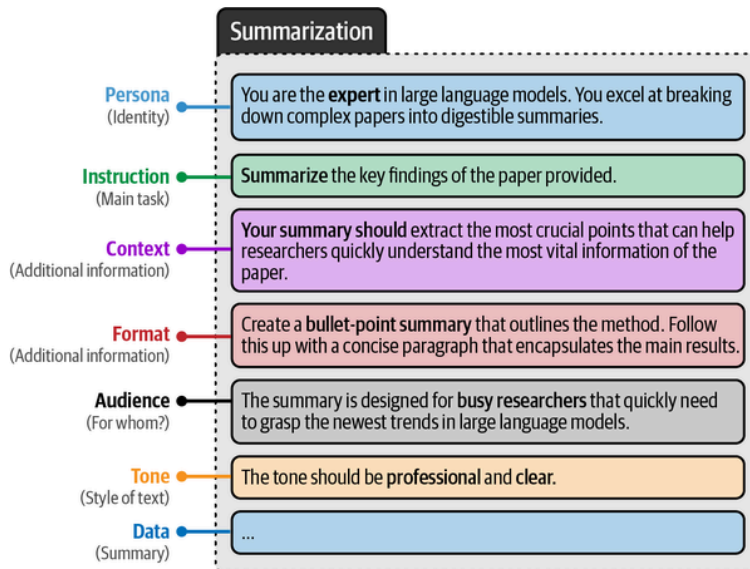 Summarization
Persona
(Identity)
You are the expert in large language models. You excel at breaking
down complex papers into digestible summaries.
Instruction
(Main task)
Summarize the key findings of the paper provided.
Context
(Additional information)
Your summary should extract the most crucial points that can help
researchers quickly understand the most vital information of the
paper.
Format
(Additional information)
Create a bullet-point summary that outlines the method. Follow
this up with a concise paragraph that encapsulates the main results.
Audience
(For whom?)
The summary is designed for busy researchers that quickly need
to grasp the newest trends in large language models.
Tone
(Style of text)
The tone should be professional and clear.
Data
(Summary)
...